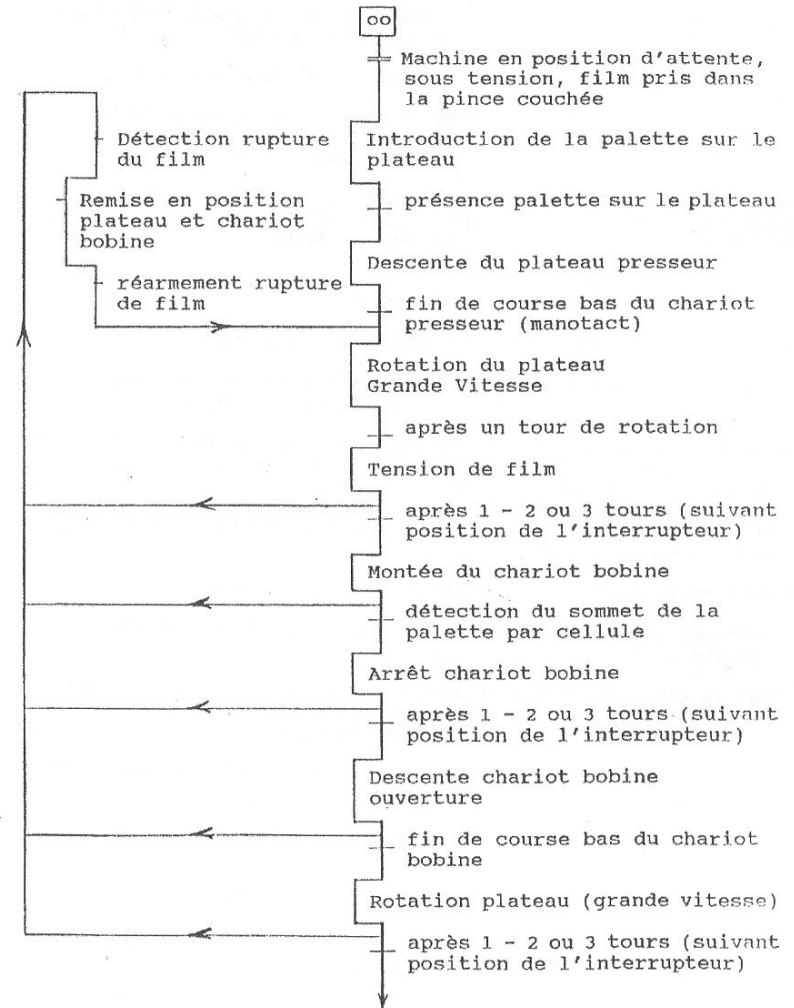 oo
Machine en position d'attente,
sous tension, film pris dans
la pince couchée
Détection rupture
du film
Introduction de la palette sur le
plateau
Remise en position
plateau et chariot
bobine
présence palette sur le plateau
Descente du plateau presseur
réarmement rupture
de film
fin de course bas du chariot
presseur (manotact)
Rotation du plateau
Grande Vitesse
après un tour de rotation
Tension de film
après 1 - 2 ou 3 tours (suivant
position de l'interrupteur)
Montée du chariot bobine
détection du sommet de la
palette par cellule
Arrêt chariot bobine
après 1 - 2 ou 3 tours (suivant
position de l'interrupteur)
Descente chariot bobine
ouverture
fin de course bas du chariot
bobine
Rotation plateau (grande vitesse)
après 1 - 2 ou 3 tours (suivant
position de l'interrupteur)